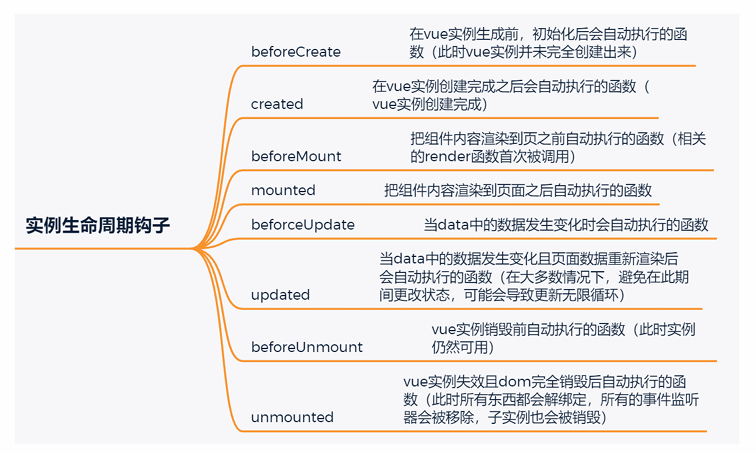 实例生命周期钩子
beforeCreate
在vue实例生成前，初始化后会自动执行的函
数（此时vue实例并未完全创建出来）
created
在vue实例创建完成之后会自动执行的函数（
vue实例创建完成）
beforeMount
把组件内容渲染到页之前自动执行的函数（相关
的render函数首次被调用）
mounted
把组件内容渲染到页面之后自动执行的函数
beforceUpdate
当data中的数据发生变化时会自动执行的函数
updated
当data中的数据发生变化且页面数据重新渲染后
会自动执行的函数（在大多数情况下，避免在此期
间更改状态，可能会导致更新无限循环）
beforeUnmount
vue实例销毁前自动执行的函数（此时实例
仍然可用）
unmounted
vue实例失效且dom完全销毁后自动执行的函
数（此时所有东西都会解绑定，所有的事件监听
器会被移除，子实例也会被销毁）